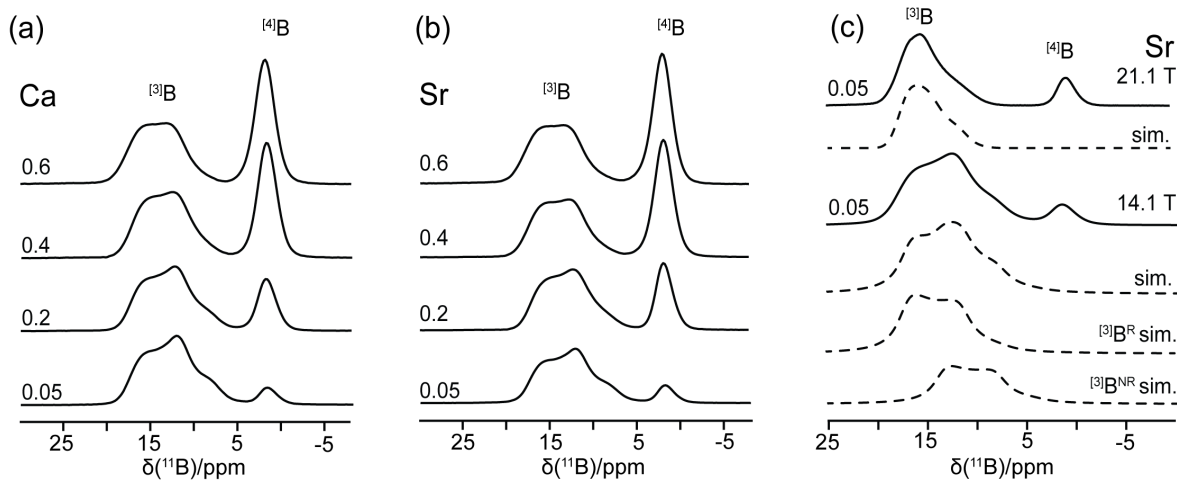 (a)
[4]B
Ca
[3]B
0.6
0.4
0.2
0.05
25 15 5 -5
δ(¹¹B)/ppm
(b)
[4]B
Sr
[3]B
0.6
0.4
0.2
0.05
25 15 5 -5
δ(¹¹B)/ppm
(c)
[3]B
[4]B
Sr
0.05
21.1 T
sim.
0.05
14.1 T
sim.
[3]Bᴿ sim.
[3]Bᴺᴿ sim.
25 15 5 -5
δ(¹¹B)/ppm